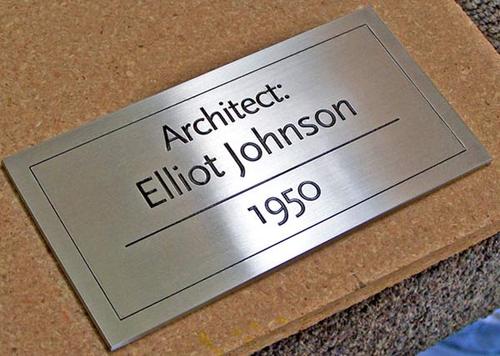 Architect:
Elliot Johnson
1950